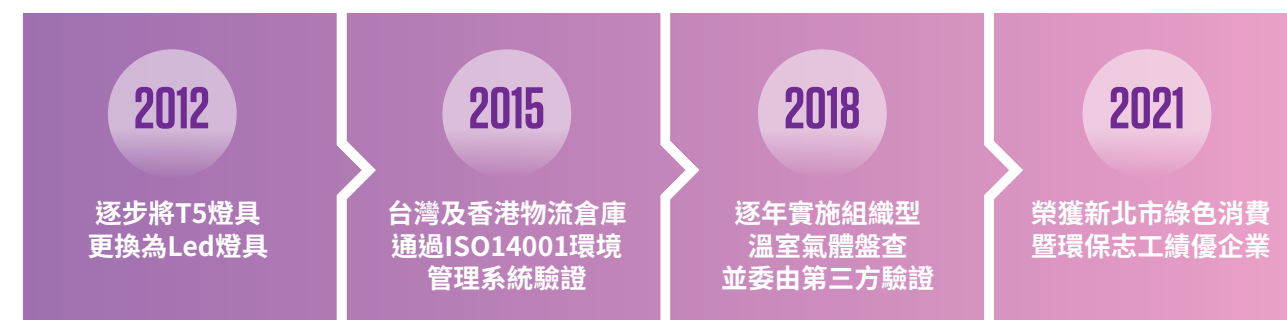 2012
逐步將T5燈具
更換為Led燈具
2015
台灣及香港物流倉庫
通過ISO14001環境
管理系統驗證
2018
逐年實施組織型
溫室氣體盤查
並委由第三方驗證
2021
榮獲新北市綠色消費
暨環保志工績優企業